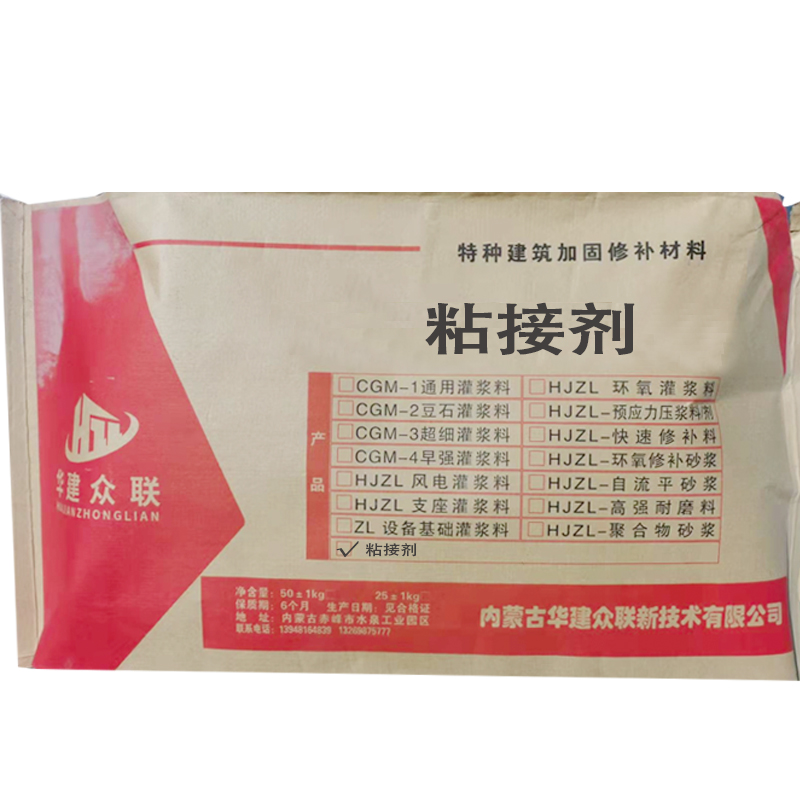 特种建筑加固修补材料
粘接剂
产品
□CGM-1通用灌浆料 □HJZL 环氧灌浆料
□CGM-2豆石灌浆料 □HJZL-预应力压浆料/剂
□CGM-3超细灌浆料 □HJZL-快速修补料
□CGM-4早强灌浆料 □HJZL-环氧修补砂浆
□HJZL 风电灌浆料 □HJZL-自流平砂浆
□HJZL 支座灌浆料 □HJZL-高强耐磨料
□ZL 设备基础灌浆料 □HJZL-聚合物砂浆
☑ 粘接剂
华建众联
HUAJIANZHONGLIAN
净含量：50±1kg□ 25±1kg□
保质期：6个月 生产日期：见合格证
地址：内蒙古赤峰市水泉工业园区
联系电话：13948164839 13269875777
内蒙古华建众联新技术有限公司